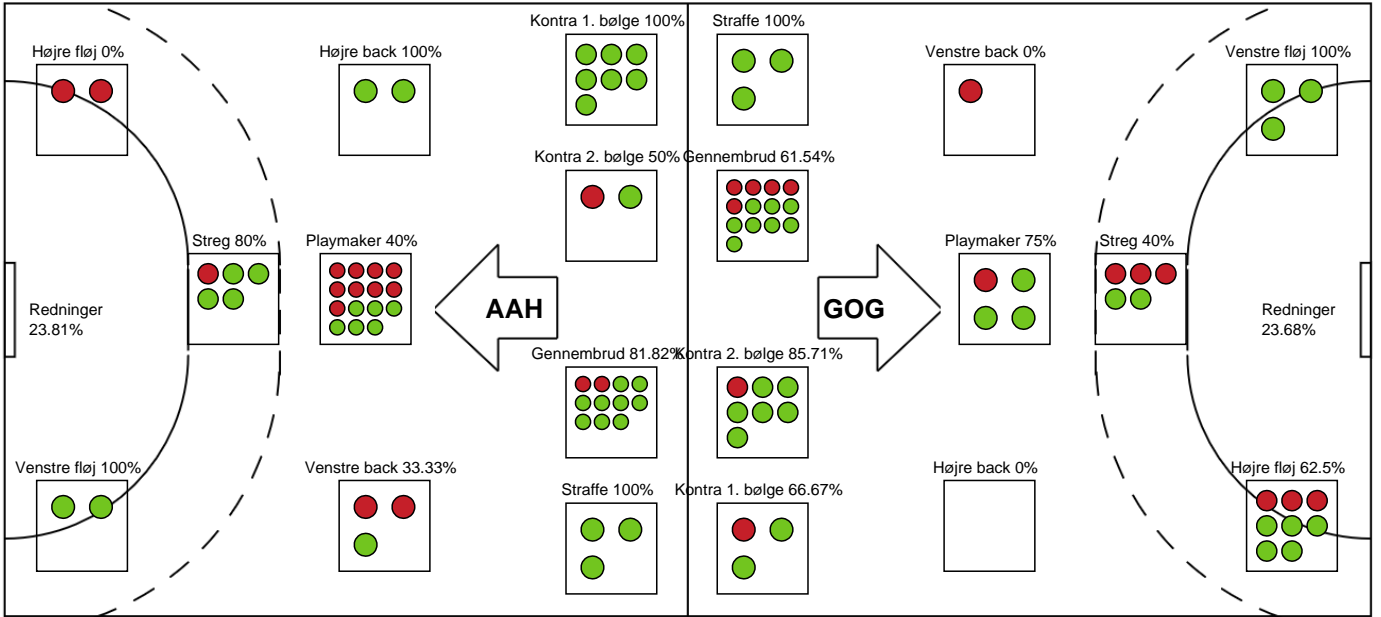 Kontra 1. bølge 100%
Straffe 100%
Højre fløj 0%
Højre back 100%
Venstre back 0%
Venstre fløj 100%
Kontra 2. bølge 50%
Gennembrud 61.54%
Streg 80%
Playmaker 40%
Playmaker 75%
Streg 40%
Redninger
23.81%
AAH
GOG
Redninger
23.68%
Gennembrud 81.82%
Kontra 2. bølge 85.71%
Venstre fløj 100%
Venstre back 33.33%
Straffe 100%
Kontra 1. bølge 66.67%
Højre back 0%
Højre fløj 62.5%